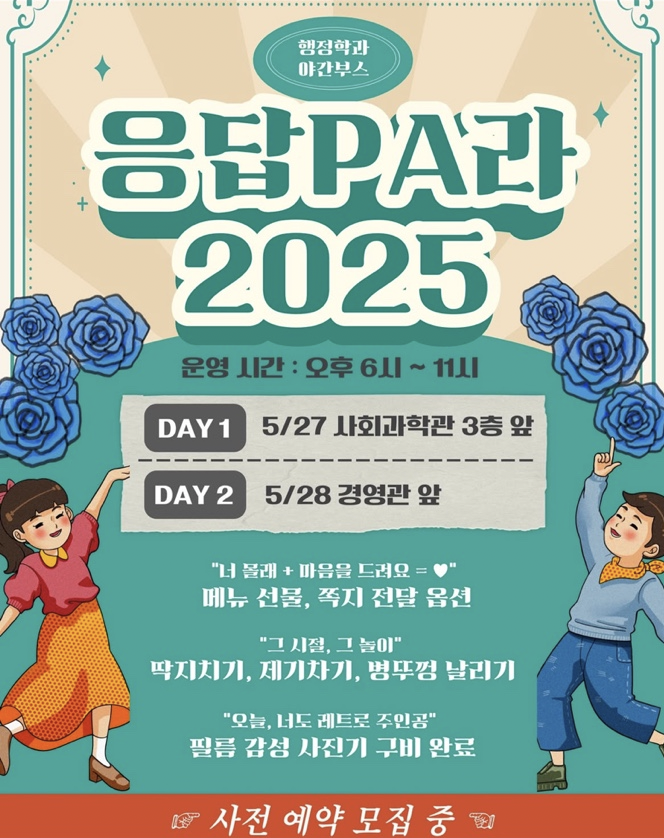 행정학과
야간부스
응답PA라
2025
운영 시간 : 오후 6시 ~ 11시
DAY 1 5/27 사회과학관 3층 앞
DAY 2 5/28 경영관 앞
"너 몰래 + 마음을 드려요 = ♥"
메뉴 선물, 쪽지 전달 옵션
"그 시절, 그 놀이"
딱지치기, 제기차기, 병뚜껑 날리기
"오늘, 너도 레트로 주인공"
필름 감성 사진기 구비 완료
☞ 사전 예약 모집 중 ☜